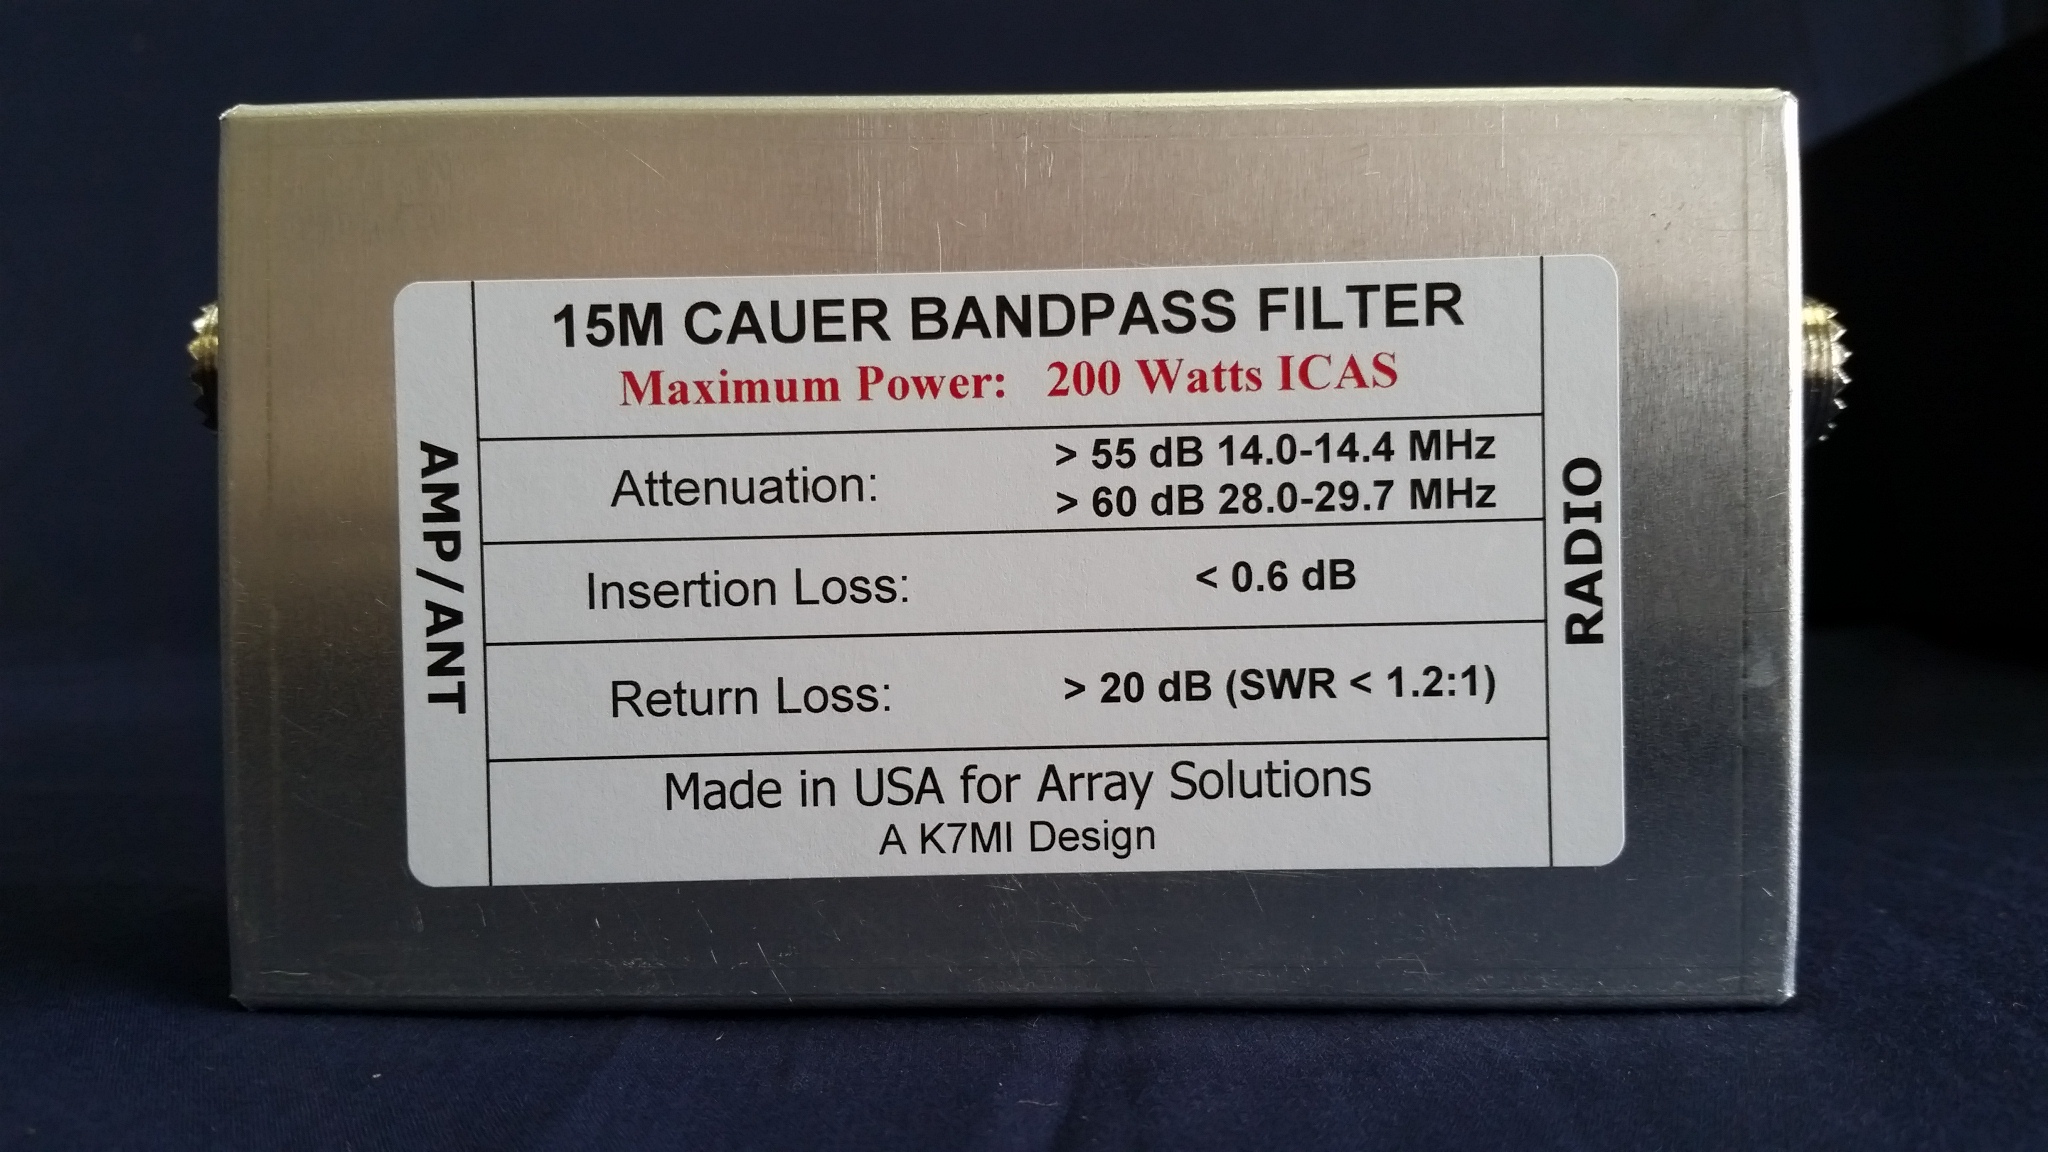 15M CAUER BANDPASS FILTER
Maximum Power: 200 Watts ICAS
AMP/ANT
Attenuation:
> 55 dB 14.0-14.4 MHz
> 60 dB 28.0-29.7 MHz
Insertion Loss:
< 0.6 dB
Return Loss:
> 20 dB (SWR < 1.2:1)
RADIO
Made in USA for Array Solutions
A K7MI Design